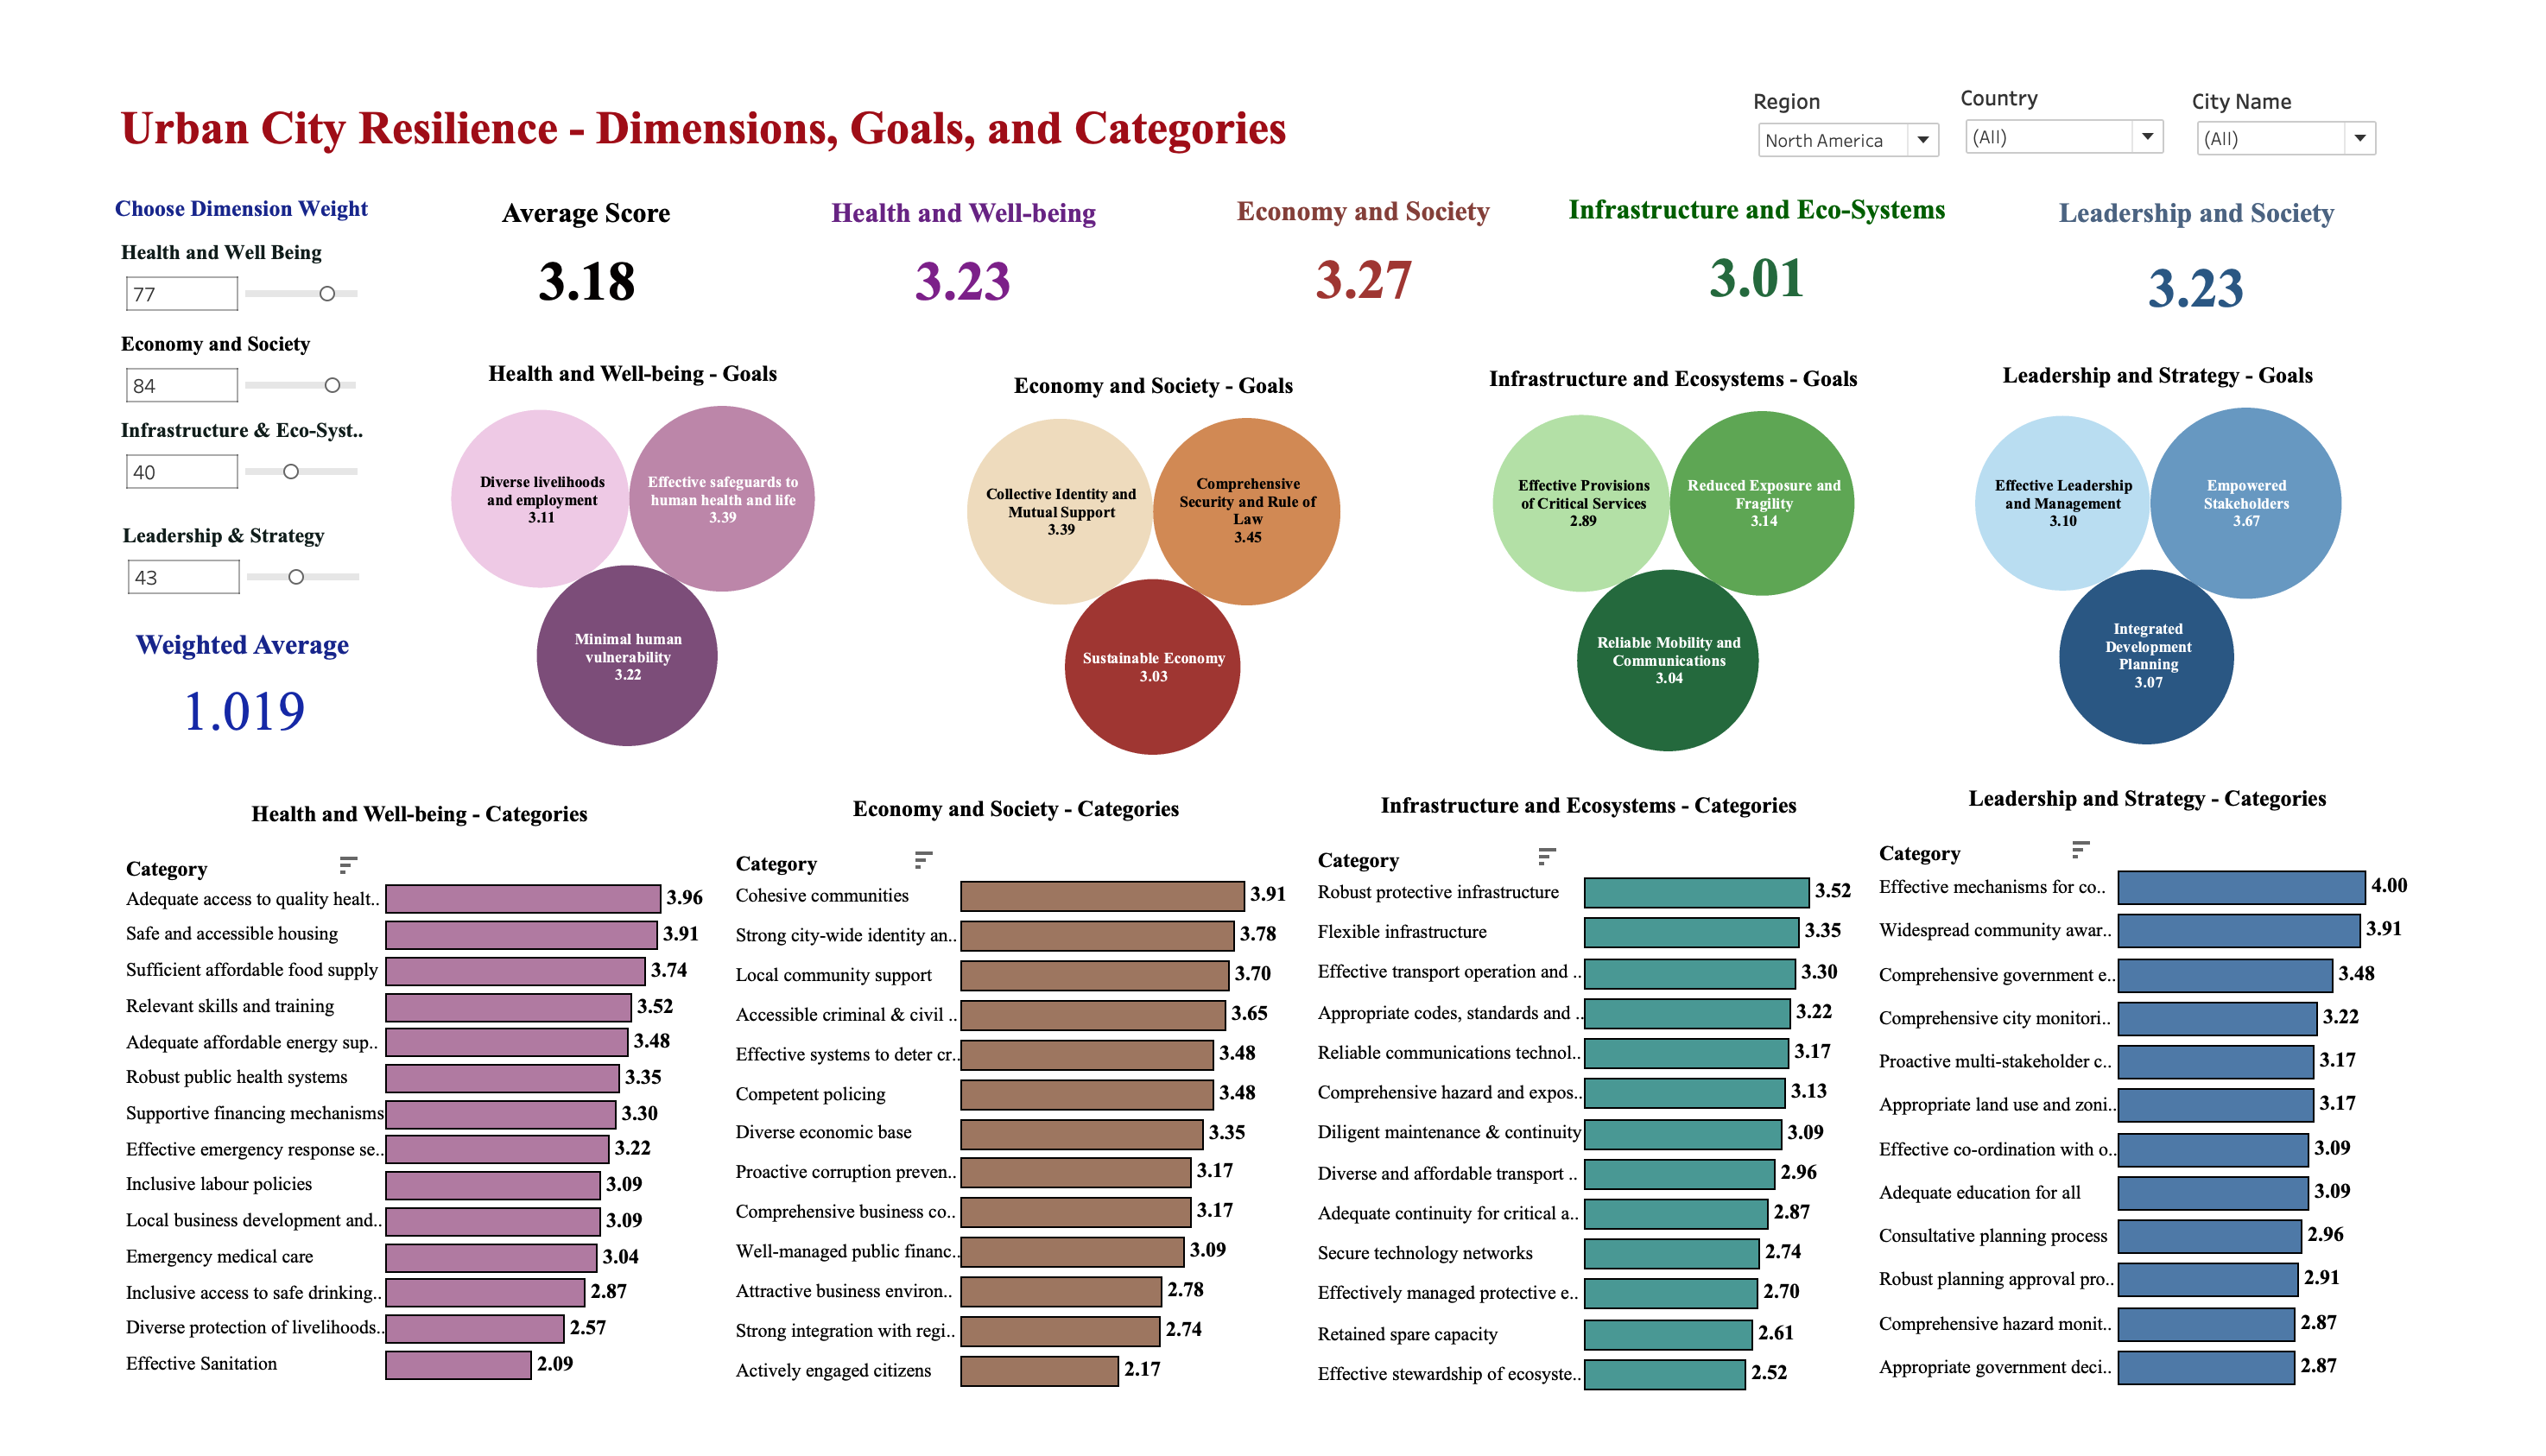 Urban City Resilience - Dimensions, Goals, and Categories
Region
North America
Country
(All)
City Name
(All)
Choose Dimension Weight
Health and Well Being
77
Economy and Society
84
Infrastructure & Eco-Syst..
40
Leadership & Strategy
43
Weighted Average
1.019
Average Score
3.18
Health and Well-being
3.23
Economy and Society
3.27
Infrastructure and Eco-Systems
3.01
Leadership and Society
3.23
Health and Well-being - Goals
Diverse livelihoods
and employment
3.11
Effective safeguards to
human health and life
3.39
Minimal human
vulnerability
3.22
Economy and Society - Goals
Collective Identity and
Mutual Support
3.39
Comprehensive
Security and Rule of
Law
3.45
Sustainable Economy
3.03
Infrastructure and Ecosystems - Goals
Effective Provisions
of Critical Services
2.89
Reduced Exposure and
Fragility
3.14
Reliable Mobility and
Communications
3.04
Leadership and Strategy - Goals
Effective Leadership
and Management
3.10
Empowered
Stakeholders
3.67
Integrated
Development
Planning
3.07
Health and Well-being - Categories
Category
Adequate access to quality healt.. 3.96
Safe and accessible housing 3.91
Sufficient affordable food supply 3.74
Relevant skills and training 3.52
Adequate affordable energy sup.. 3.48
Robust public health systems 3.35
Supportive financing mechanisms 3.30
Effective emergency response se.. 3.22
Inclusive labour policies 3.09
Local business development and.. 3.09
Emergency medical care 3.04
Inclusive access to safe drinking.. 2.87
Diverse protection of livelihoods.. 2.57
Effective Sanitation 2.09
Economy and Society - Categories
Category
Cohesive communities 3.91
Strong city-wide identity an.. 3.78
Local community support 3.70
Accessible criminal & civil .. 3.65
Effective systems to deter cr.. 3.48
Competent policing 3.48
Diverse economic base 3.35
Proactive corruption preven.. 3.17
Comprehensive business co.. 3.17
Well-managed public financ.. 3.09
Attractive business environ.. 2.78
Strong integration with regi.. 2.74
Actively engaged citizens 2.17
Infrastructure and Ecosystems - Categories
Category
Robust protective infrastructure 3.52
Flexible infrastructure 3.35
Effective transport operation and .. 3.30
Appropriate codes, standards and .. 3.22
Reliable communications technol.. 3.17
Comprehensive hazard and expos.. 3.13
Diligent maintenance & continuity 3.09
Diverse and affordable transport .. 2.96
Adequate continuity for critical a.. 2.87
Secure technology networks 2.74
Effectively managed protective e.. 2.70
Retained spare capacity 2.61
Effective stewardship of ecosyste.. 2.52
Leadership and Strategy - Categories
Category
Effective mechanisms for co.. 4.00
Widespread community awar.. 3.91
Comprehensive government e.. 3.48
Comprehensive city monitori.. 3.22
Proactive multi-stakeholder c.. 3.17
Appropriate land use and zoni.. 3.17
Effective co-ordination with o.. 3.09
Adequate education for all 3.09
Consultative planning process 2.96
Robust planning approval pro.. 2.91
Comprehensive hazard monit.. 2.87
Appropriate government deci.. 2.87